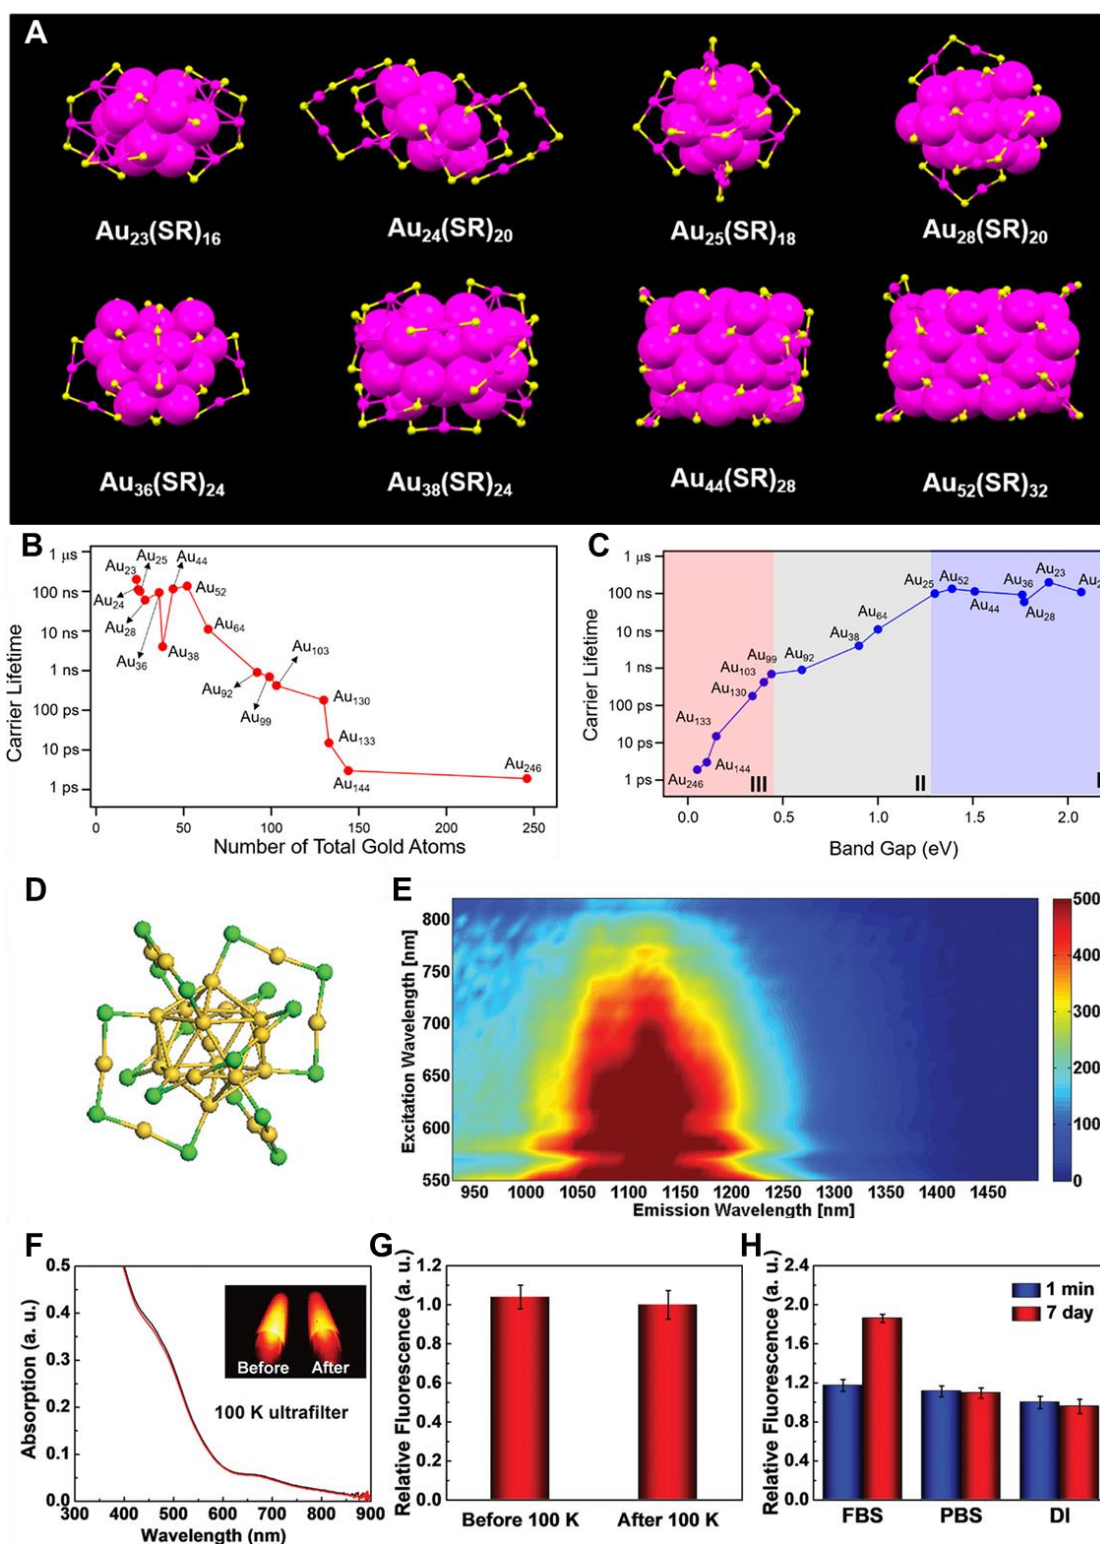 A
Au23(SR)16
Au24(SR)20
Au25(SR)18
Au28(SR)20
Au36(SR)24
Au38(SR)24
Au44(SR)28
Au52(SR)32
B
Carrier Lifetime
1 μs
100 ns
10 ns
1 ns
100 ps
10 ps
1 ps
Au23
Au25
Au44
Au24
Au52
Au28
Au64
Au36
Au38
Au103
Au92
Au99
Au130
Au133
Au144
Au246
0
50
100
150
200
250
Number of Total Gold Atoms
C
Carrier Lifetime
1 μs
100 ns
10 ns
1 ns
100 ps
10 ps
1 ps
Au25
Au52
Au44
Au36
Au28
Au23
Au64
Au38
Au99
Au92
Au103
Au130
Au133
Au144
Au246
III
II
0.0
0.5
1.0
1.5
2.0
Band Gap (eV)
D
E
Excitation Wavelength [nm]
800
750
700
650
600
550
950
1000
1050
1100
1150
1200
1250
1300
1350
1400
1450
Emission Wavelength [nm]
500
400
300
200
100
0
F
Absorption (a. u.)
0.5
0.4
0.3
0.2
0.1
0.0
Before
After
100 K ultrafilter
300
400
500
600
700
800
900
Wavelength (nm)
G
Relative Fluorescence (a. u.)
1.2
1.0
0.8
0.6
0.4
0.2
0.0
Before 100 K
After 100 K
H
Relative Fluorescence (a. u.)
2.4
2.0
1.6
1.2
0.8
0.4
0.0
1 min
7 day
FBS
PBS
DI